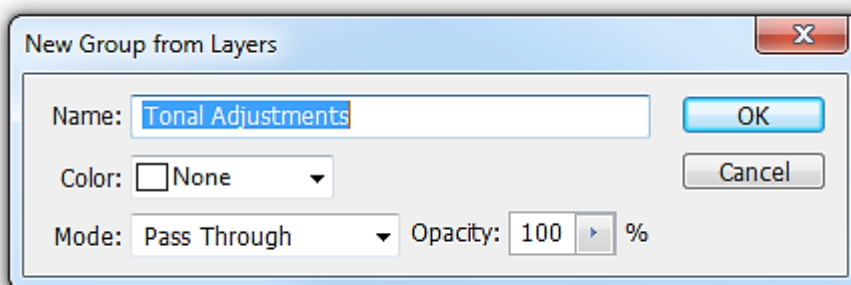 New Group from Layers
Name: Tonal Adjustments OK
Color: None Cancel
Mode: Pass Through Opacity: 100 %